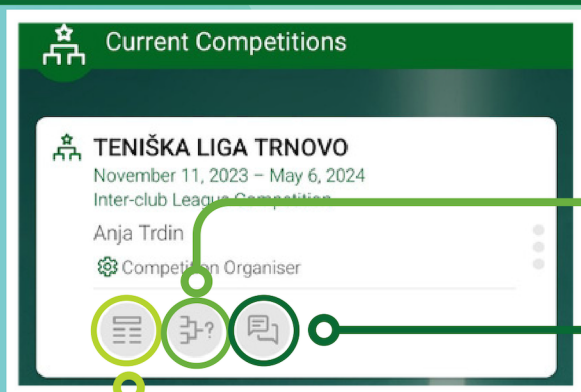 Current Competitions
TENIŠKA LIGA TRNOVO
November 11, 2023 – May 6, 2024
Inter-club League Competition
Anja Trdin
Competition Organiser
?